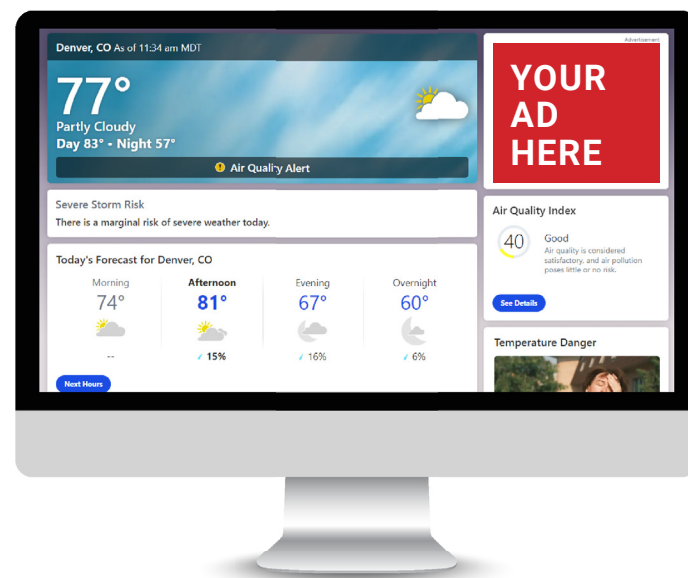 Denver, CO As of 11:34 am MDT
77°
Partly Cloudy
Day 83° - Night 57°
Air Quality Alert
Severe Storm Risk
There is a marginal risk of severe weather today.
Today's Forecast for Denver, CO
Morning
74°
--
Afternoon
81°
15%
Evening
67°
16%
Overnight
60°
6%
Next Hours
Advertisement
YOUR
AD
HERE
Air Quality Index
40
Good
Air quality is considered
satisfactory, and air pollution
poses little or no risk.
See Details
Temperature Danger